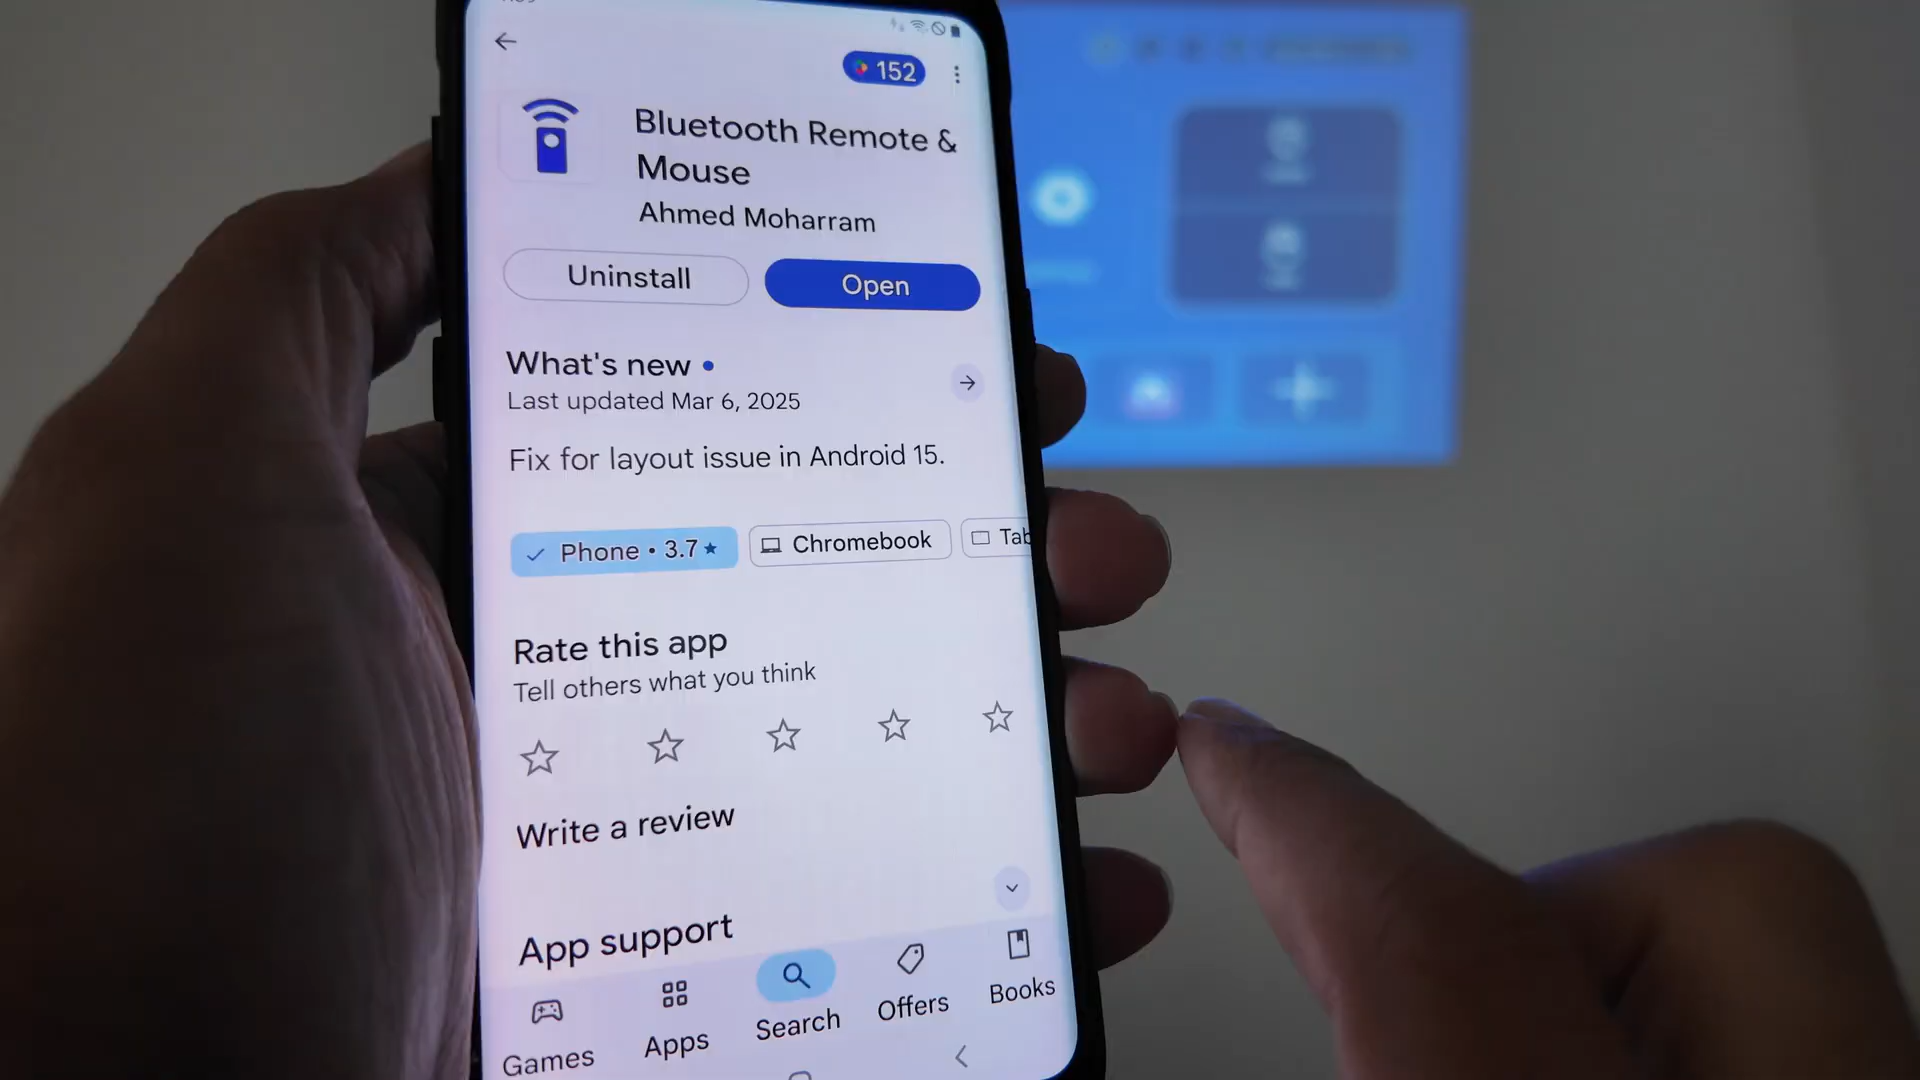 152
Bluetooth Remote &
Mouse
Ahmed Moharram
Uninstall
Open
What's new
Last updated Mar 6, 2025
Fix for layout issue in Android 15.
Phone • 3.7
Chromebook
Tab
Rate this app
Tell others what you think
Write a review
App support
Games
Apps
Search
Offers
Books